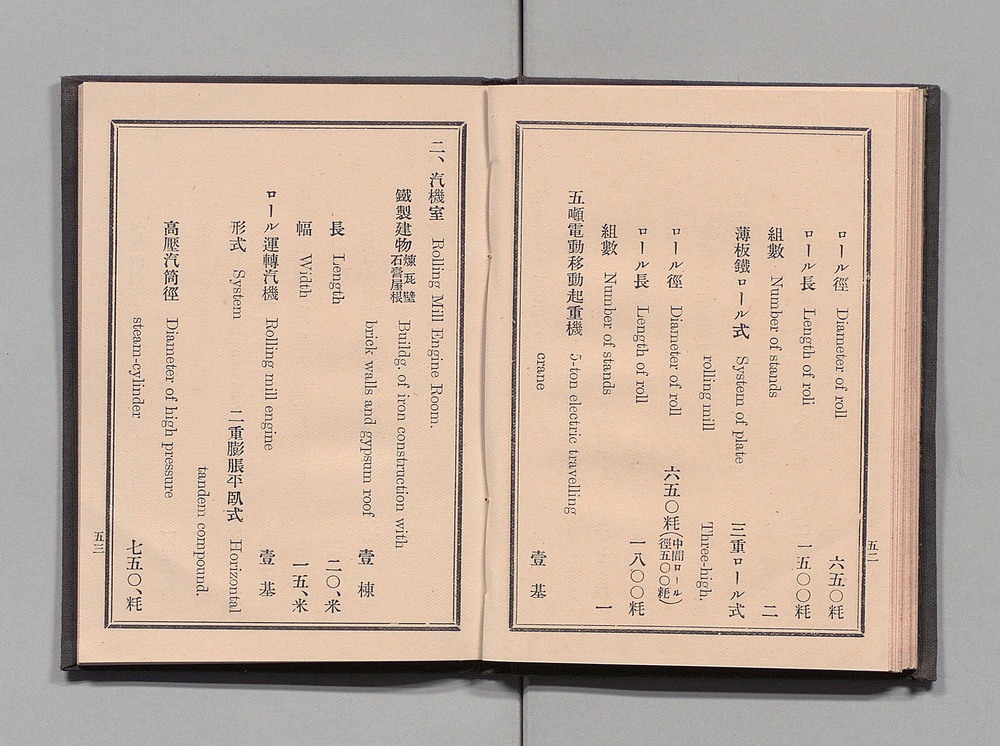 ロール徑 Diameter of roll 六五〇粍
ロール長 Length of roll 一五〇〇粍
組數 Number of stands 二
薄板鐵ロール式 System of plate 三重ロール式
rolling mill Three-high.
ロール徑 Diameter of roll 六五〇粍(中間ロール徑五〇〇粍)
ロール長 Length of roll 一八〇〇粍
組數 Number of stands 一
五噸電動移動起重機 5-ton electric travelling
crane 壹基
五二
二、汽機室 Rolling Mill Engine Room.
鐵製建物煉瓦壁石膏屋根 Buildg. of iron construction with
brick walls and gypsum roof 壹棟
長 Length 二〇、米
幅 Width 一五、米
ロール運轉汽機 Rolling mill engine 壹基
形式 System 二重膨脹平臥式 Horizontal
tandem compound.
高壓汽筒徑 Diameter of high pressure
steam-cylinder 七五〇、粍
五三